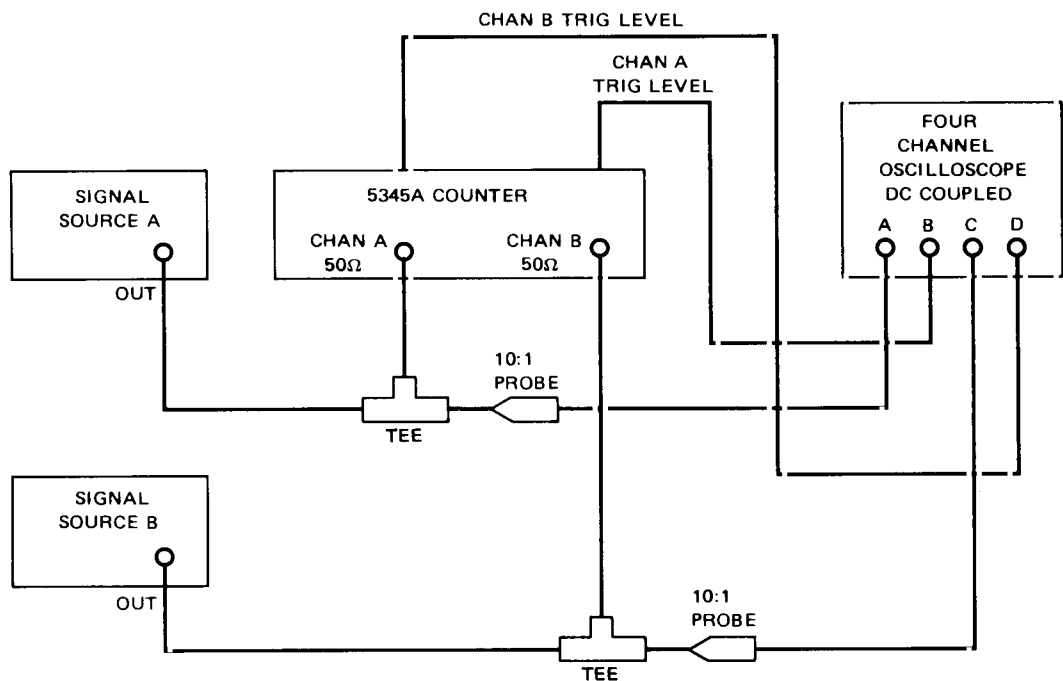 CHAN B TRIG LEVEL
CHAN A
TRIG LEVEL
FOUR
CHANNEL
OSCILLOSCOPE
DC COUPLED
A B C D
SIGNAL
SOURCE A
OUT
5345A COUNTER
CHAN A
50Ω
CHAN B
50Ω
10:1
PROBE
TEE
SIGNAL
SOURCE B
OUT
10:1
PROBE
TEE